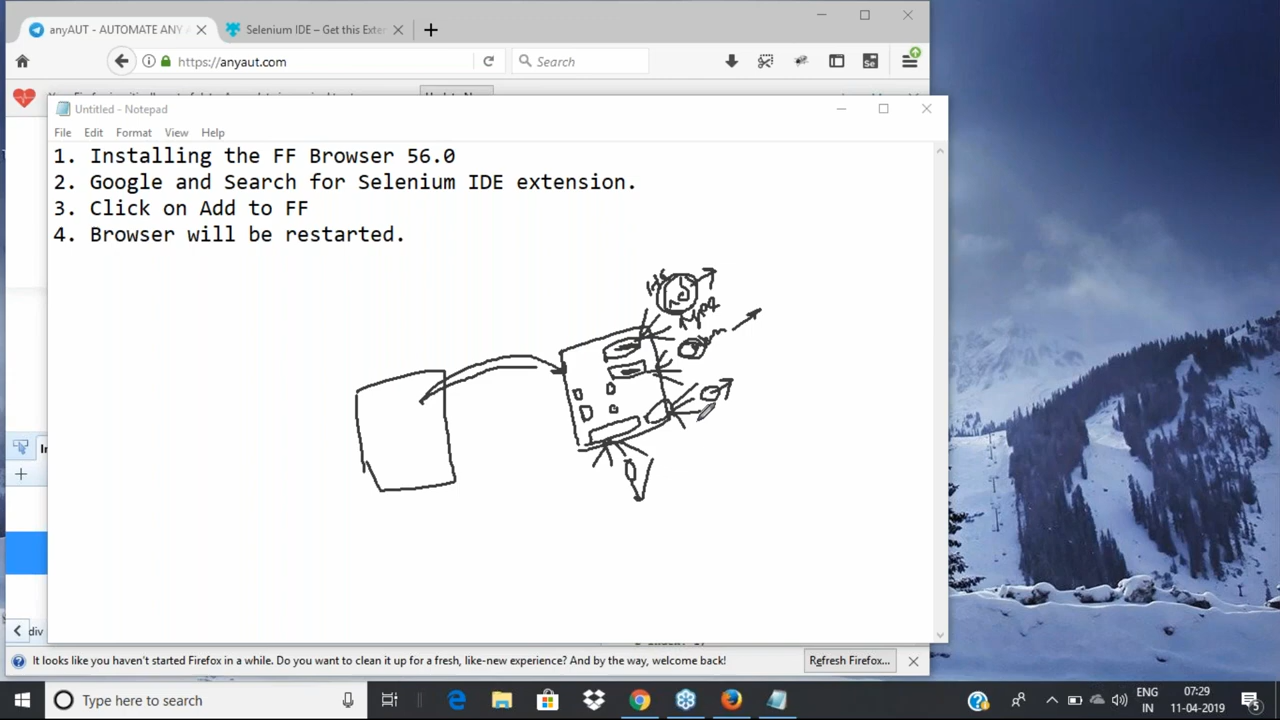 anyAUT - AUTOMATE ANY A
Selenium IDE – Get this Exter
https://anyaut.com
Search
Untitled - Notepad
File Edit Format View Help
1. Installing the FF Browser 56.0
2. Google and Search for Selenium IDE extension.
3. Click on Add to FF
4. Browser will be restarted.
In
div
It looks like you haven't started Firefox in a while. Do you want to clean it up for a fresh, like-new experience? And by the way, welcome back!
Refresh Firefox...
Type here to search
ENG
IN
07:29
11-04-2019
5